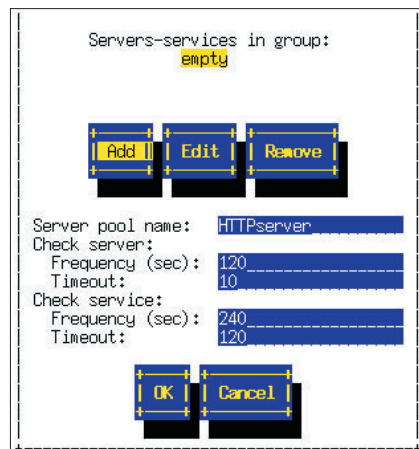 Servers-services in group:
empty
Add Edit Remove
Server pool name: HTTPserver
Check server:
Frequency (sec): 120
Timeout: 10
Check service:
Frequency (sec): 240
Timeout: 120
OK Cancel